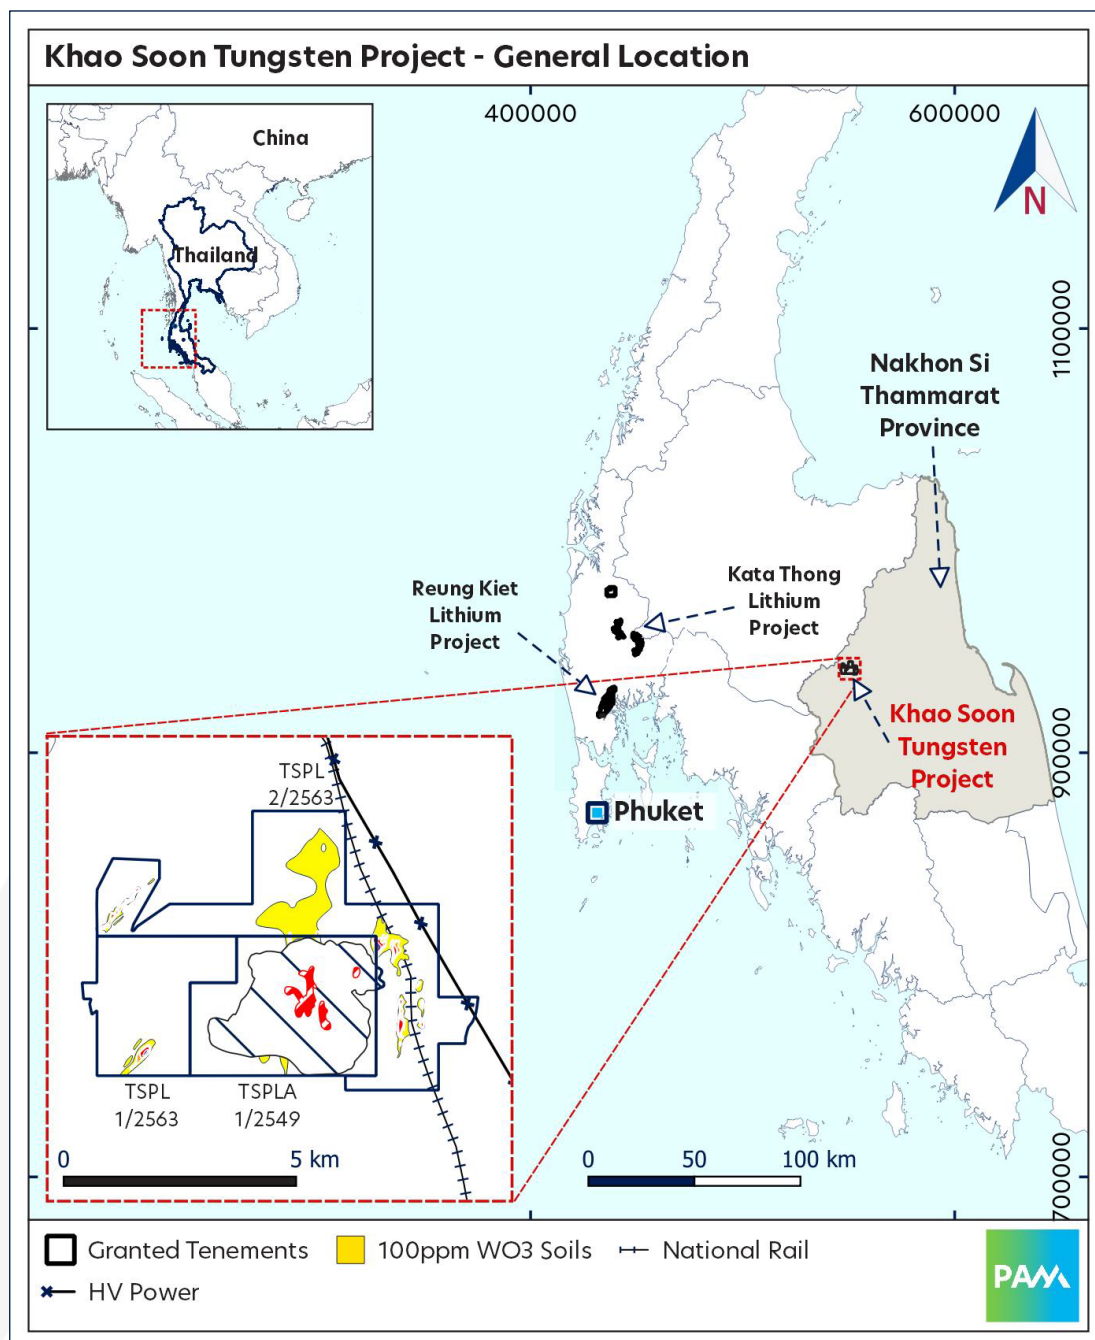 Khao Soon Tungsten Project - General Location
400000
600000
China
Thailand
N
1100000
Nakhon Si
Thammarat
Province
Reung Kiet
Lithium
Project
Kata Thong
Lithium
Project
Khao Soon
Tungsten
Project
900000
Phuket
TSPL
2/2563
TSPL
1/2563
TSPLA
1/2549
0
5 km
0
50
100 km
700000
Granted Tenements
100ppm WO3 Soils
National Rail
HV Power
PAM